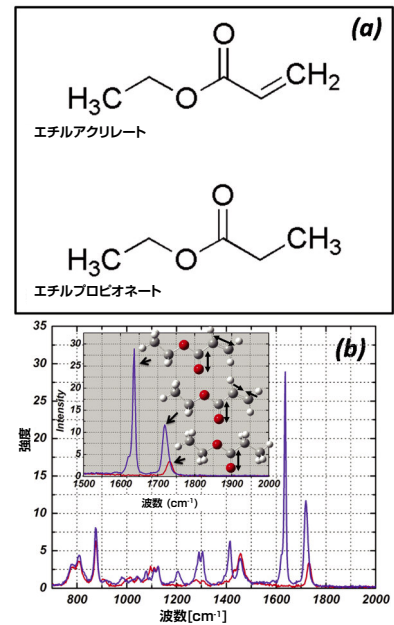 (a)
O
H₃C
O
CH₂
エチルアクリレート
O
H₃C
O
CH₃
エチルプロピオネート
(b)
35
30
25
20
15
10
5
0
強度
800
1000
1200
1400
1600
1800
2000
波数[cm⁻¹]
30
25
20
15
10
5
0
Intensity
1500
1600
1700
1800
1900
2000
波数 (cm⁻¹)